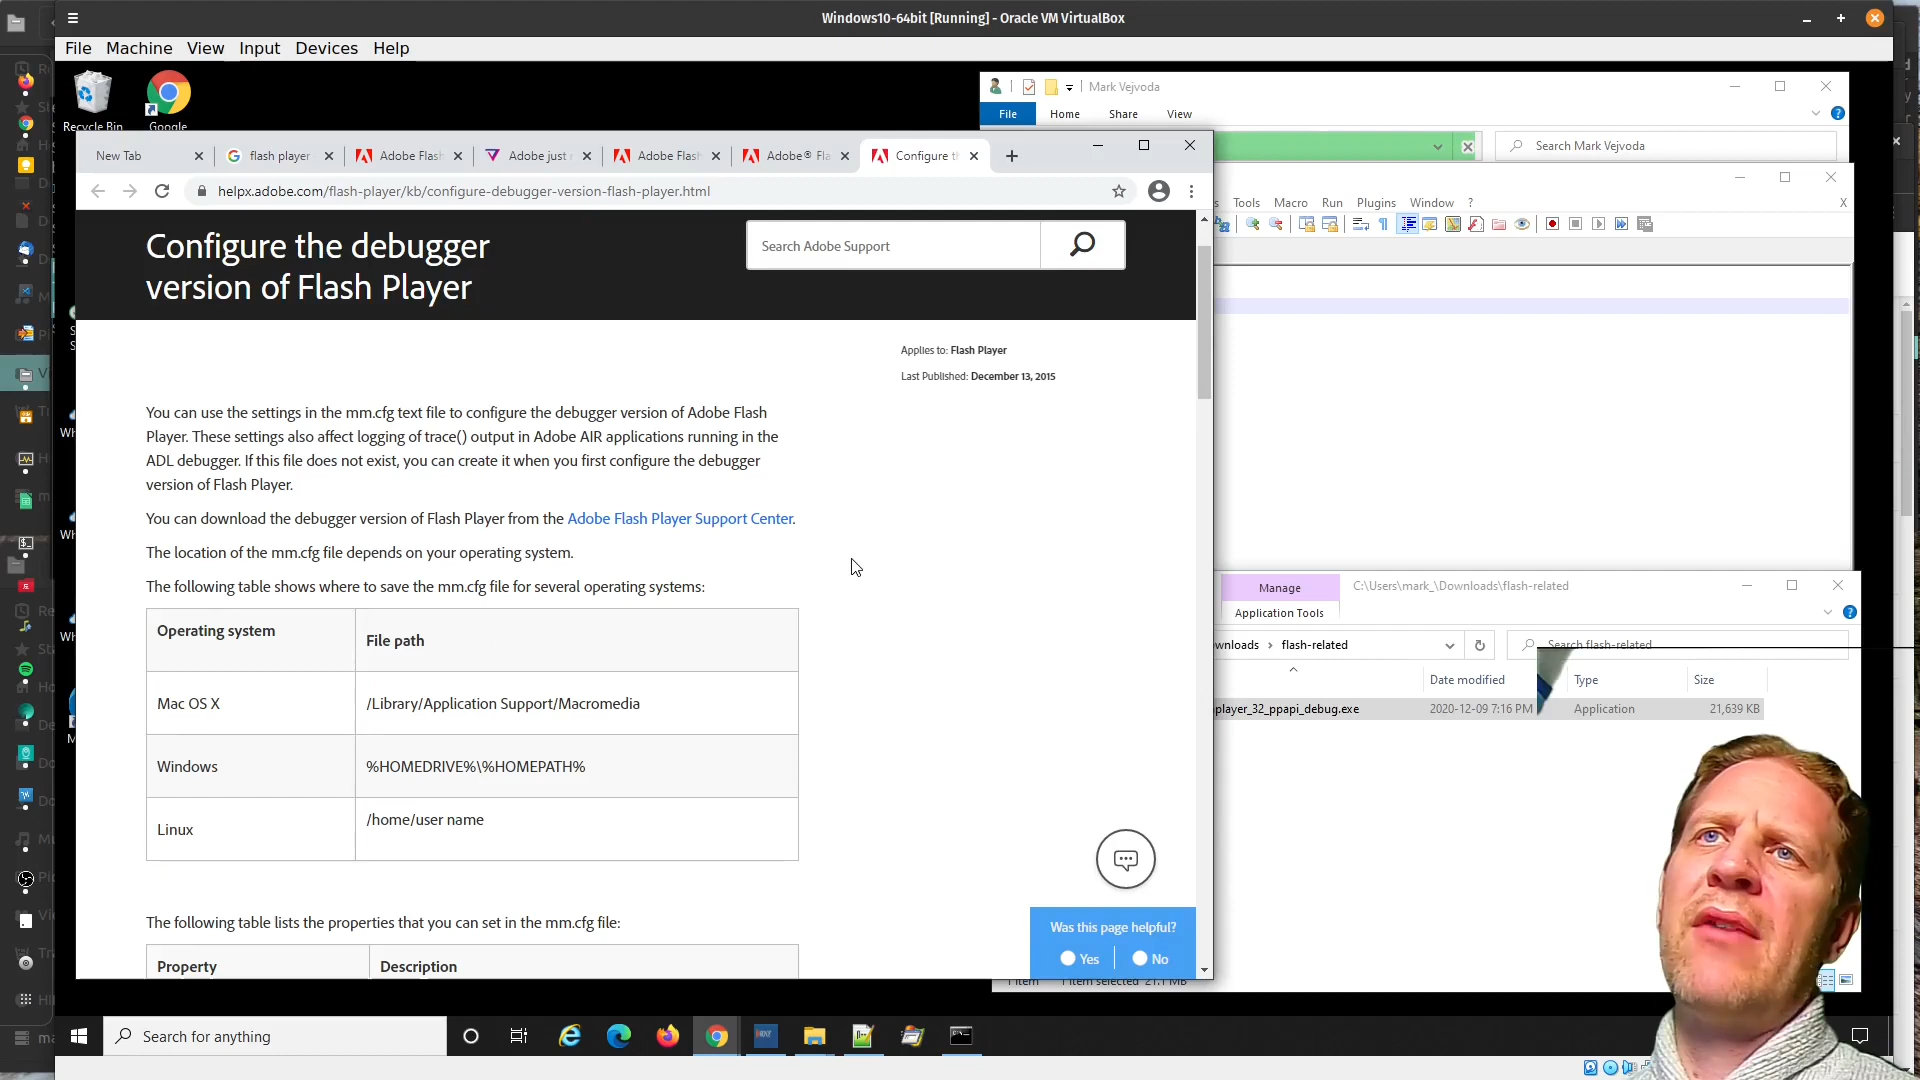 Windows10-64bit [Running] - Oracle VM VirtualBox
File Machine View Input Devices Help
Recycle Bin
Google
Mark Vejvoda
File Home Share View
Search Mark Vejvoda
New Tab
flash player
Adobe Flash
Adobe just
Adobe Flash
Adobe® Fla
Configure th
helpx.adobe.com/flash-player/kb/configure-debugger-version-flash-player.html
Tools Macro Run Plugins Window ?
X
Configure the debugger
version of Flash Player
Search Adobe Support
Applies to: Flash Player
Last Published: December 13, 2015
You can use the settings in the mm.cfg text file to configure the debugger version of Adobe Flash
Player. These settings also affect logging of trace() output in Adobe AIR applications running in the
ADL debugger. If this file does not exist, you can create it when you first configure the debugger
version of Flash Player.
You can download the debugger version of Flash Player from the Adobe Flash Player Support Center.
The location of the mm.cfg file depends on your operating system.
The following table shows where to save the mm.cfg file for several operating systems:
Operating system File path
Mac OS X /Library/Application Support/Macromedia
Windows %HOMEDRIVE%\%HOMEPATH%
Linux /home/user name
The following table lists the properties that you can set in the mm.cfg file:
Property Description
Was this page helpful?
Yes No
Manage
C:\Users\mark_\Downloads\flash-related
Application Tools
wnloads > flash-related
Search flash-related
Date modified Type Size
player_32_ppapi_debug.exe 2020-12-09 7:16 PM Application 21,639 KB
1 item 1 item selected 21.1 MB
Search for anything